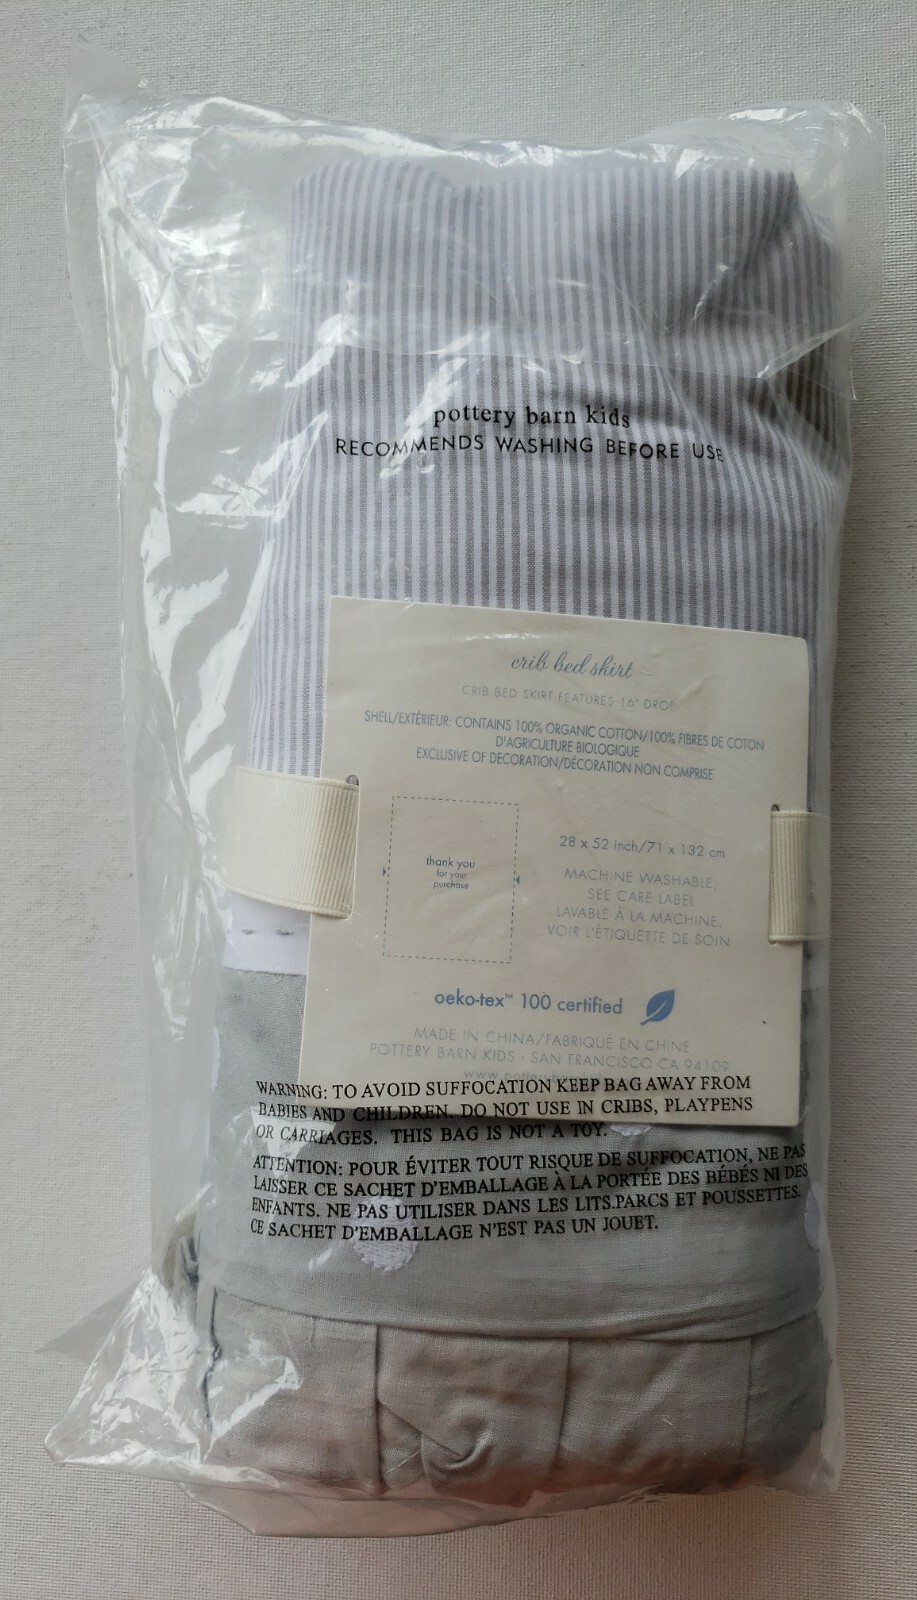 pottery barn kids
RECOMMENDS WASHING BEFORE USE
crib bed skirt
CRIB BED SKIRT FEATURES 16" DROP
SHELL/EXTÉRIEUR: CONTAINS 100% ORGANIC COTTON/100% FIBRES DE COTON
D'AGRICULTURE BIOLOGIQUE
EXCLUSIVE OF DECORATION/DÉCORATION NON COMPRISE
thank you
for your
purchase
28 x 52 inch/71 x 132 cm
MACHINE WASHABLE,
SEE CARE LABEL
LAVABLE À LA MACHINE,
VOIR L'ÉTIQUETTE DE SOIN
oeko-tex™ 100 certified
MADE IN CHINA/FABRIQUÉ EN CHINE
POTTERY BARN KIDS · SAN FRANCISCO CA 94109
WARNING: TO AVOID SUFFOCATION KEEP BAG AWAY FROM
BABIES AND CHILDREN. DO NOT USE IN CRIBS, PLAYPENS
OR CARRIAGES. THIS BAG IS NOT A TOY.
ATTENTION: POUR ÉVITER TOUT RISQUE DE SUFFOCATION, NE PAS
LAISSER CE SACHET D'EMBALLAGE À LA PORTÉE DES BÉBÉS NI DES
ENFANTS. NE PAS UTILISER DANS LES LITS.PARCS ET POUSSETTES.
CE SACHET D'EMBALLAGE N'EST PAS UN JOUET.